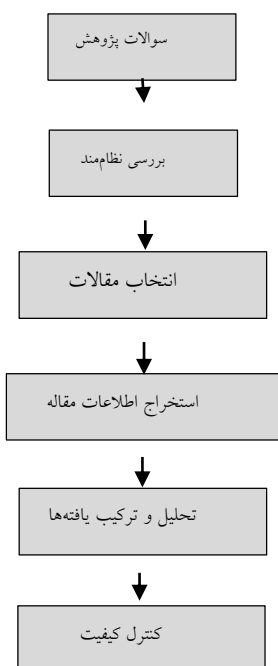 سوالات پژوهش
بررسی نظام‌مند
انتخاب مقالات
استخراج اطلاعات مقاله
تحلیل و ترکیب یافته‌ها
کنترل کیفیت